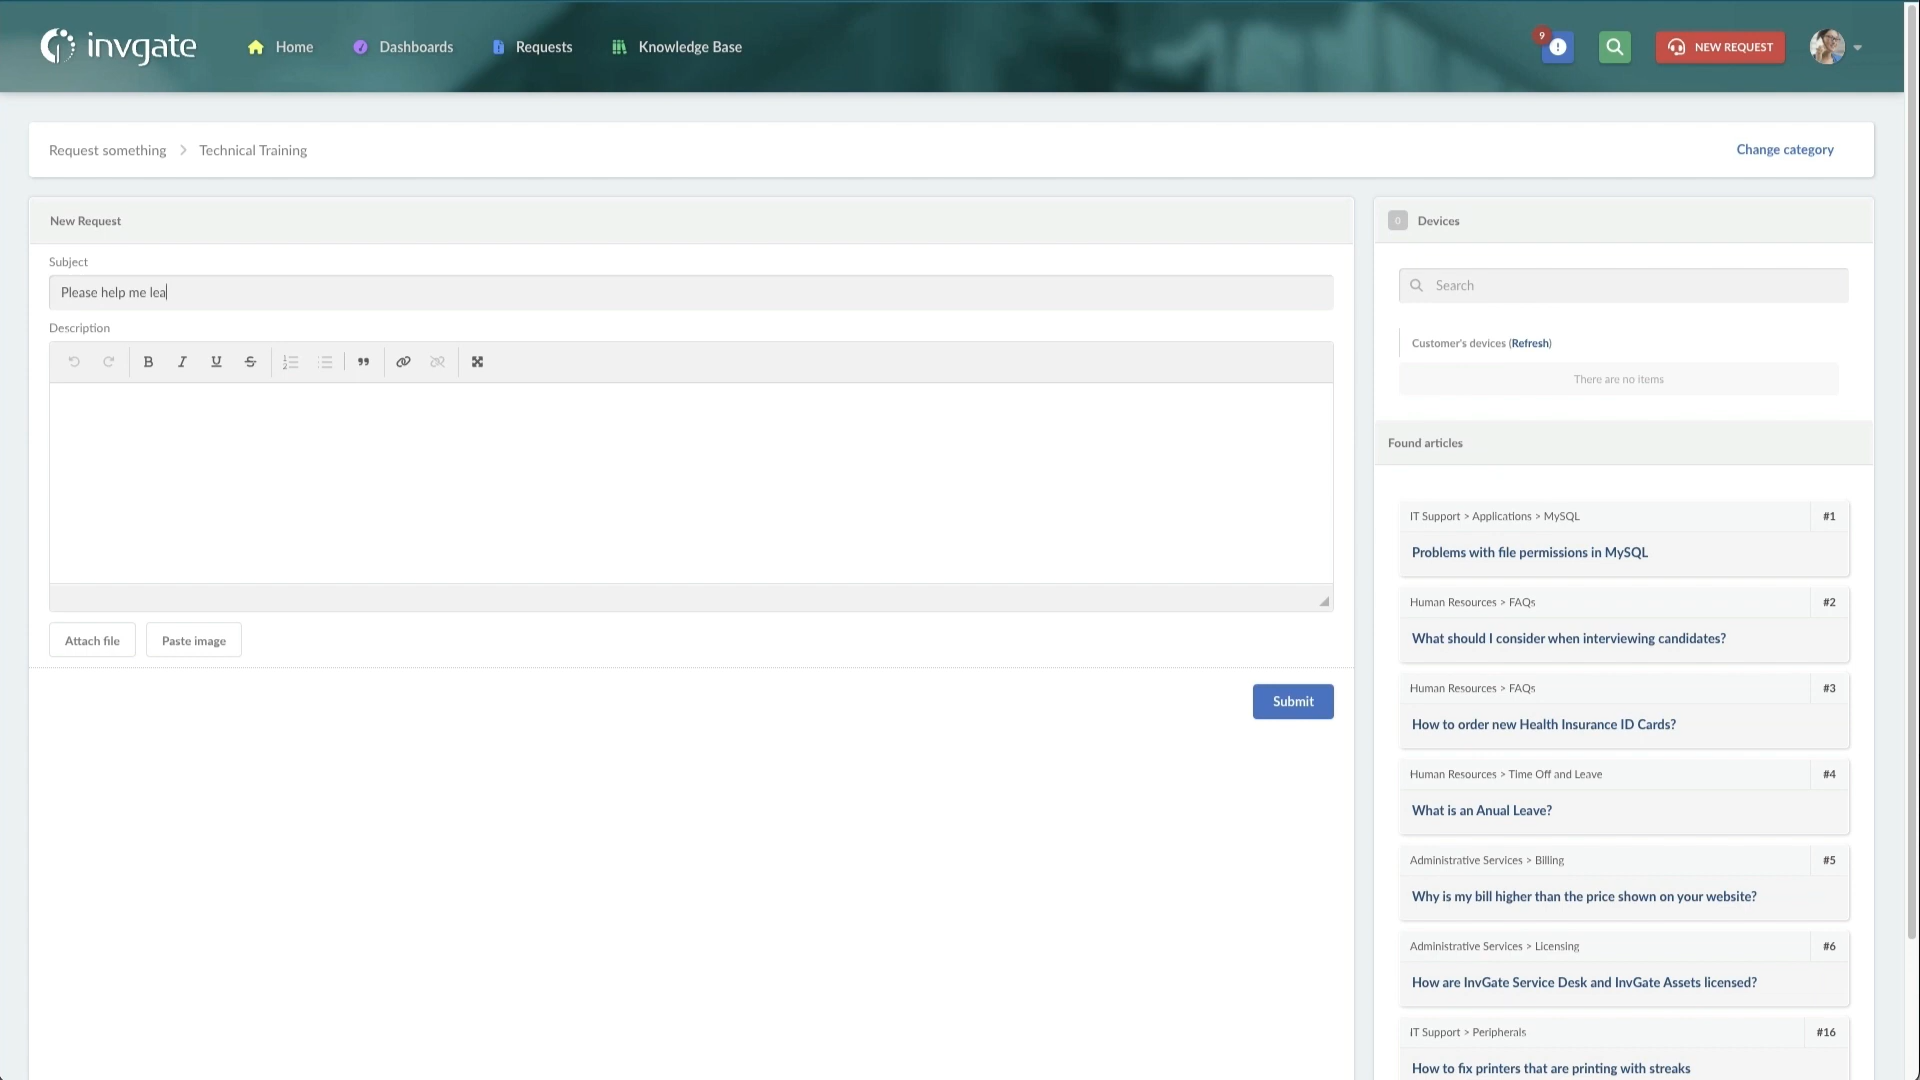 invgate
Home
Dashboards
Requests
Knowledge Base
9
NEW REQUEST
Request something
Technical Training
Change category
New Request
Subject
Please help me lea
Description
B I U S
Attach file
Paste image
Submit
0
Devices
Search
Customer's devices (Refresh)
There are no items
Found articles
IT Support > Applications > MySQL
#1
Problems with file permissions in MySQL
Human Resources > FAQs
#2
What should I consider when interviewing candidates?
Human Resources > FAQs
#3
How to order new Health Insurance ID Cards?
Human Resources > Time Off and Leave
#4
What is an Anual Leave?
Administrative Services > Billing
#5
Why is my bill higher than the price shown on your website?
Administrative Services > Licensing
#6
How are InvGate Service Desk and InvGate Assets licensed?
IT Support > Peripherals
#16
How to fix printers that are printing with streaks